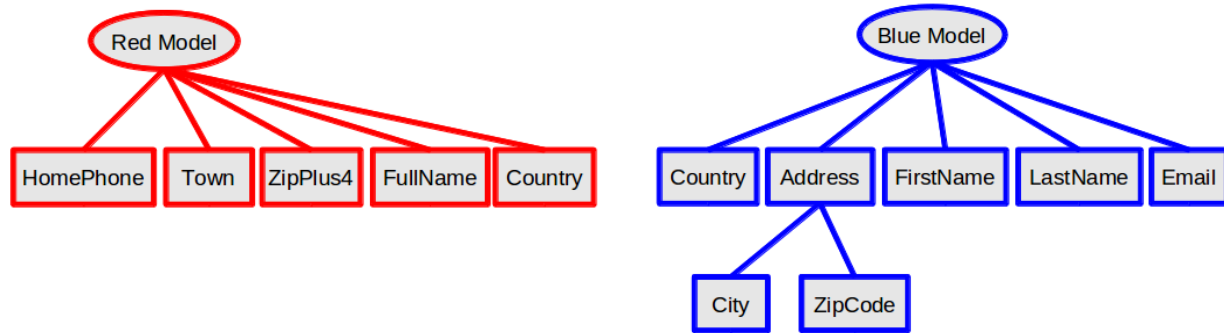 Red Model
HomePhone
Town
ZipPlus4
FullName
Country
Blue Model
Country
Address
FirstName
LastName
Email
City
ZipCode